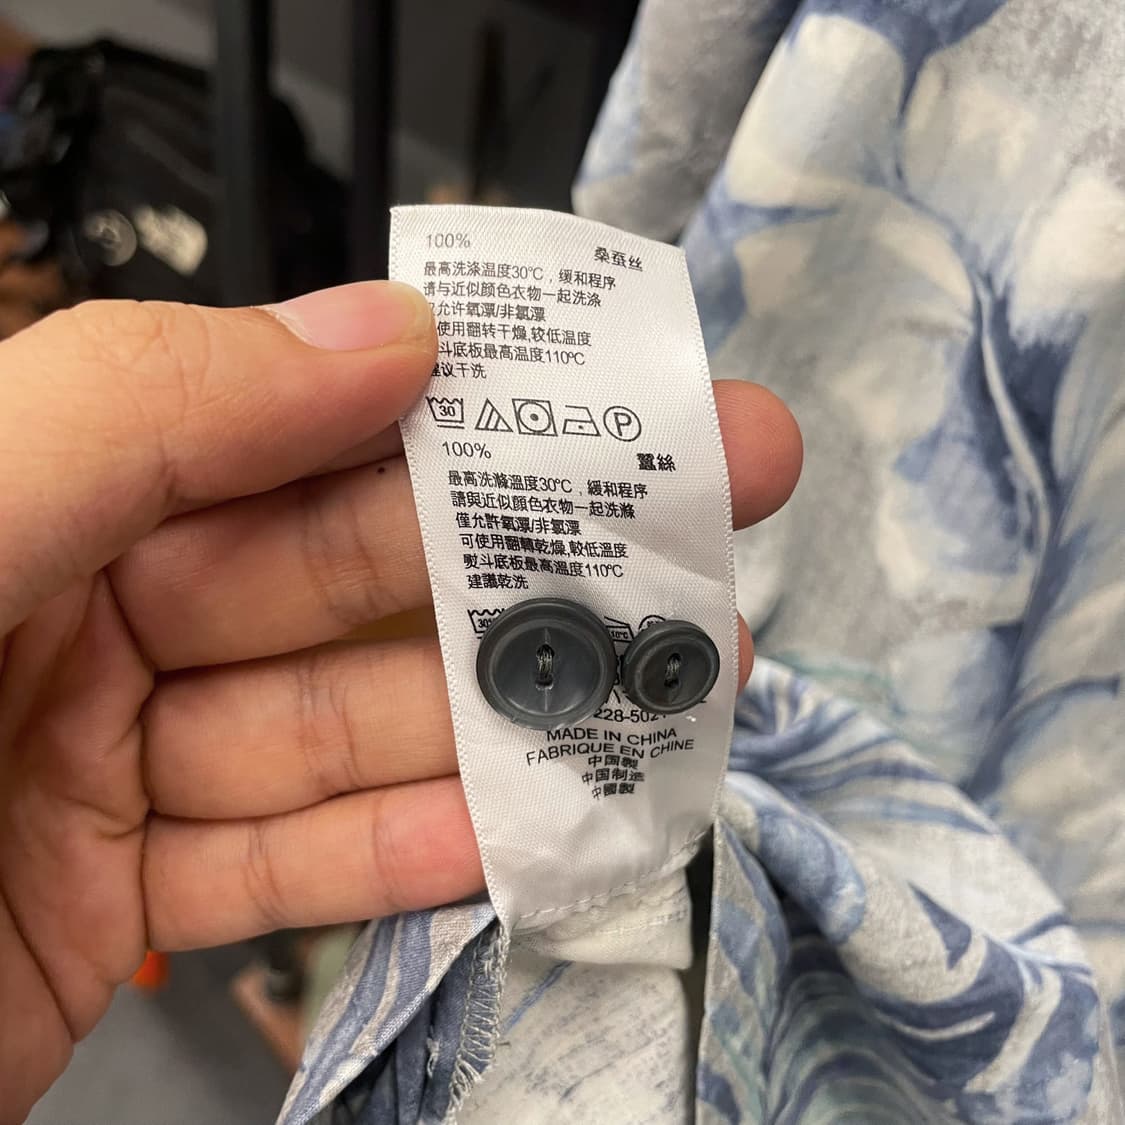 100% 桑蚕丝
最高洗涤温度30℃，缓和程序
请与近似颜色衣物一起洗涤
允许氧漂/非氯漂
使用翻转干燥,较低温度
斗底板最高温度110℃
议干洗
30 P
100% 蠶絲
最高洗滌溫度30℃，緩和程序
請與近似顏色衣物一起洗滌
僅允許氧漂/非氯漂
可使用翻轉乾燥,較低溫度
熨斗底板最高溫度110℃
建議乾洗
MADE IN CHINA
FABRIQUE EN CHINE
中国製
中国制造
中國製